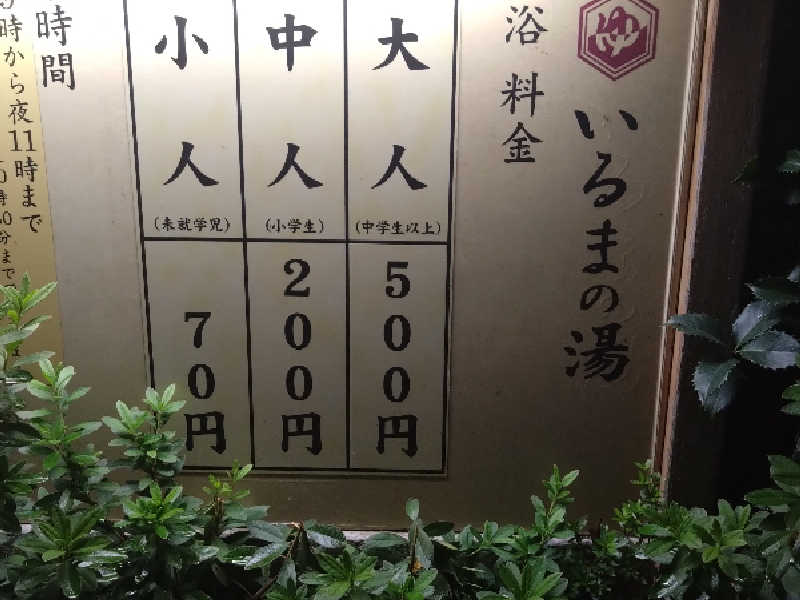 ゆ
いるまの湯
浴料金
大人
(中学生以上)
500円
中人
(小学生)
200円
小人
(未就学児)
70円
時間
時から夜11時まで